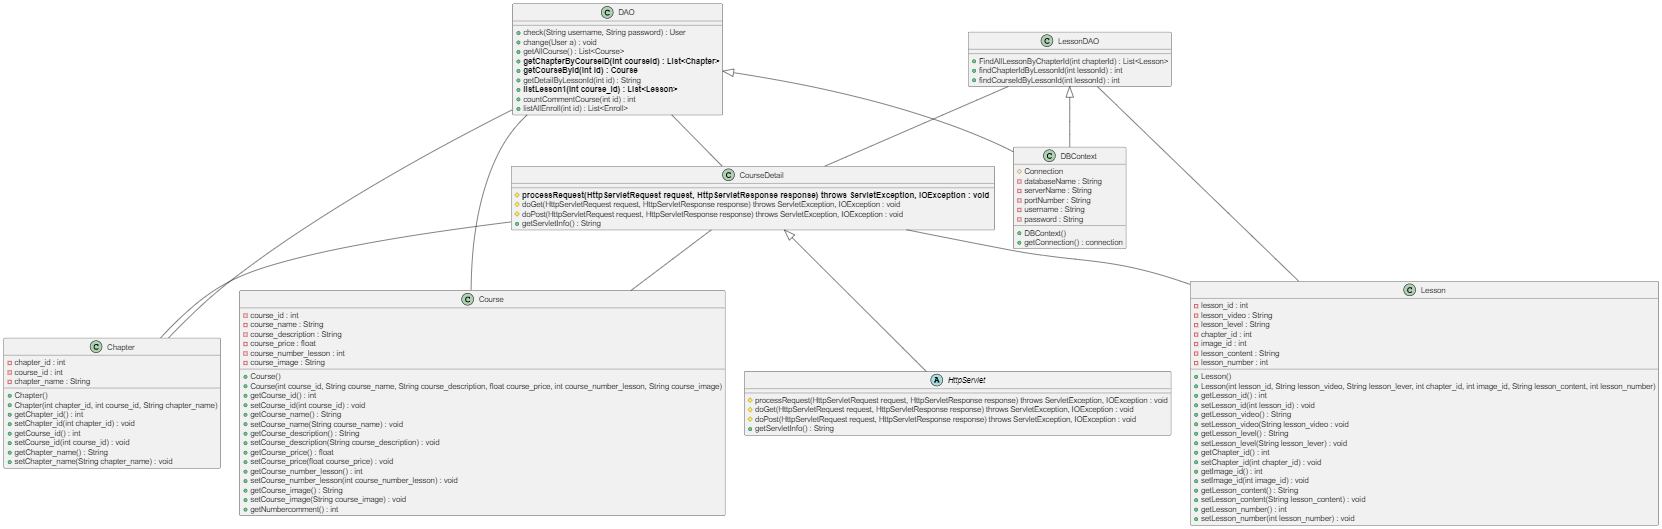 C DAO
check(String username, String password) : User
change(User a) : void
getAllCourse() : List<Course>
getChapterByCourseID(int courseid) : List<Chapter>
getCourseById(int id) : Course
getDetailByLessonId(int id) : String
listLesson1(int course_id) : List<Lesson>
countCommentCourse(int id) : int
listAllEnroll(int id) : List<Enroll>
C LessonDAO
FindAllLessonByChapterId(int chapterId) : List<Lesson>
findChapterIdByLessonId(int lessonId) : int
findCourseIdByLessonId(int lessonId) : int
C CourseDetail
processRequest(HttpServletRequest request, HttpServletResponse response) throws ServletException, IOException : void
doGet(HttpServletRequest request, HttpServletResponse response) throws ServletException, IOException : void
doPost(HttpServletRequest request, HttpServletResponse response) throws ServletException, IOException : void
getServletInfo() : String
C DBContext
Connection
databaseName : String
serverName : String
portNumber : String
username : String
password : String
DBContext()
getConnection() : connection
C Chapter
chapter_id : int
course_id : int
chapter_name : String
Chapter()
Chapter(int chapter_id, int course_id, String chapter_name)
getChapter_id() : int
setChapter_id(int chapter_id) : void
getCourse_id() : int
setCourse_id(int course_id) : void
getChapter_name() : String
setChapter_name(String chapter_name) : void
C Course
course_id : int
course_name : String
course_description : String
course_price : float
course_number_lesson : int
course_image : String
Course()
Course(int course_id, String course_name, String course_description, float course_price, int course_number_lesson, String course_image)
getCourse_id() : int
setCourse_id(int course_id) : void
getCourse_name() : String
setCourse_name(String course_name) : void
getCourse_description() : String
setCourse_description(String course_description) : void
getCourse_price() : float
setCourse_price(float course_price) : void
getCourse_number_lesson() : int
setCourse_number_lesson(int course_number_lesson) : void
getCourse_image() : String
setCourse_image(String course_image) : void
getNumbercomment() : int
A HttpServlet
processRequest(HttpServletRequest request, HttpServletResponse response) throws ServletException, IOException : void
doGet(HttpServletRequest request, HttpServletResponse response) throws ServletException, IOException : void
doPost(HttpServletRequest request, HttpServletResponse response) throws ServletException, IOException : void
getServletInfo() : String
C Lesson
lesson_id : int
lesson_video : String
lesson_level : String
chapter_id : int
image_id : int
lesson_content : String
lesson_number : int
Lesson()
Lesson(int lesson_id, String lesson_video, String lesson_lever, int chapter_id, int image_id, String lesson_content, int lesson_number)
getLesson_id() : int
setLesson_id(int lesson_id) : void
getLesson_video() : String
setLesson_video(String lesson_video : void
getLesson_level() : String
setLesson_level(String lesson_lever) : void
getChapter_id() : int
setChapter_id(int chapter_id) : void
getImage_id() : int
setImage_id(int image_id) : void
getLesson_content() : String
setLesson_content(String lesson_content) : void
getLesson_number() : int
setLesson_number(int lesson_number) : void